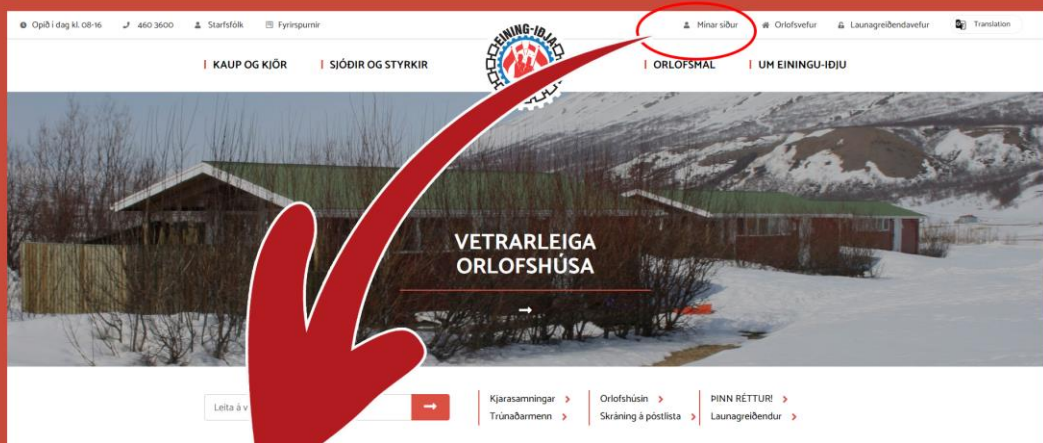 Opið í dag kl. 08-16
460 3600
Starfsfólk
Fyrirspurnir
Mínar síður
Orlofsvefur
Launagreiðendavefur
Translation
EINING-IÐJA
KAUP OG KJÖR
SJÓÐIR OG STYRKIR
ORLOFSMÁL
UM EININGU-IÐJU
VETRARLEIGA
ORLOFSHÚSA
Leita á v
Kjarasamningar
Trúnaðarmenn
Orlofshúsin
Skráning á póstlista
ÞINN RÉTTUR!
Launagreiðendur